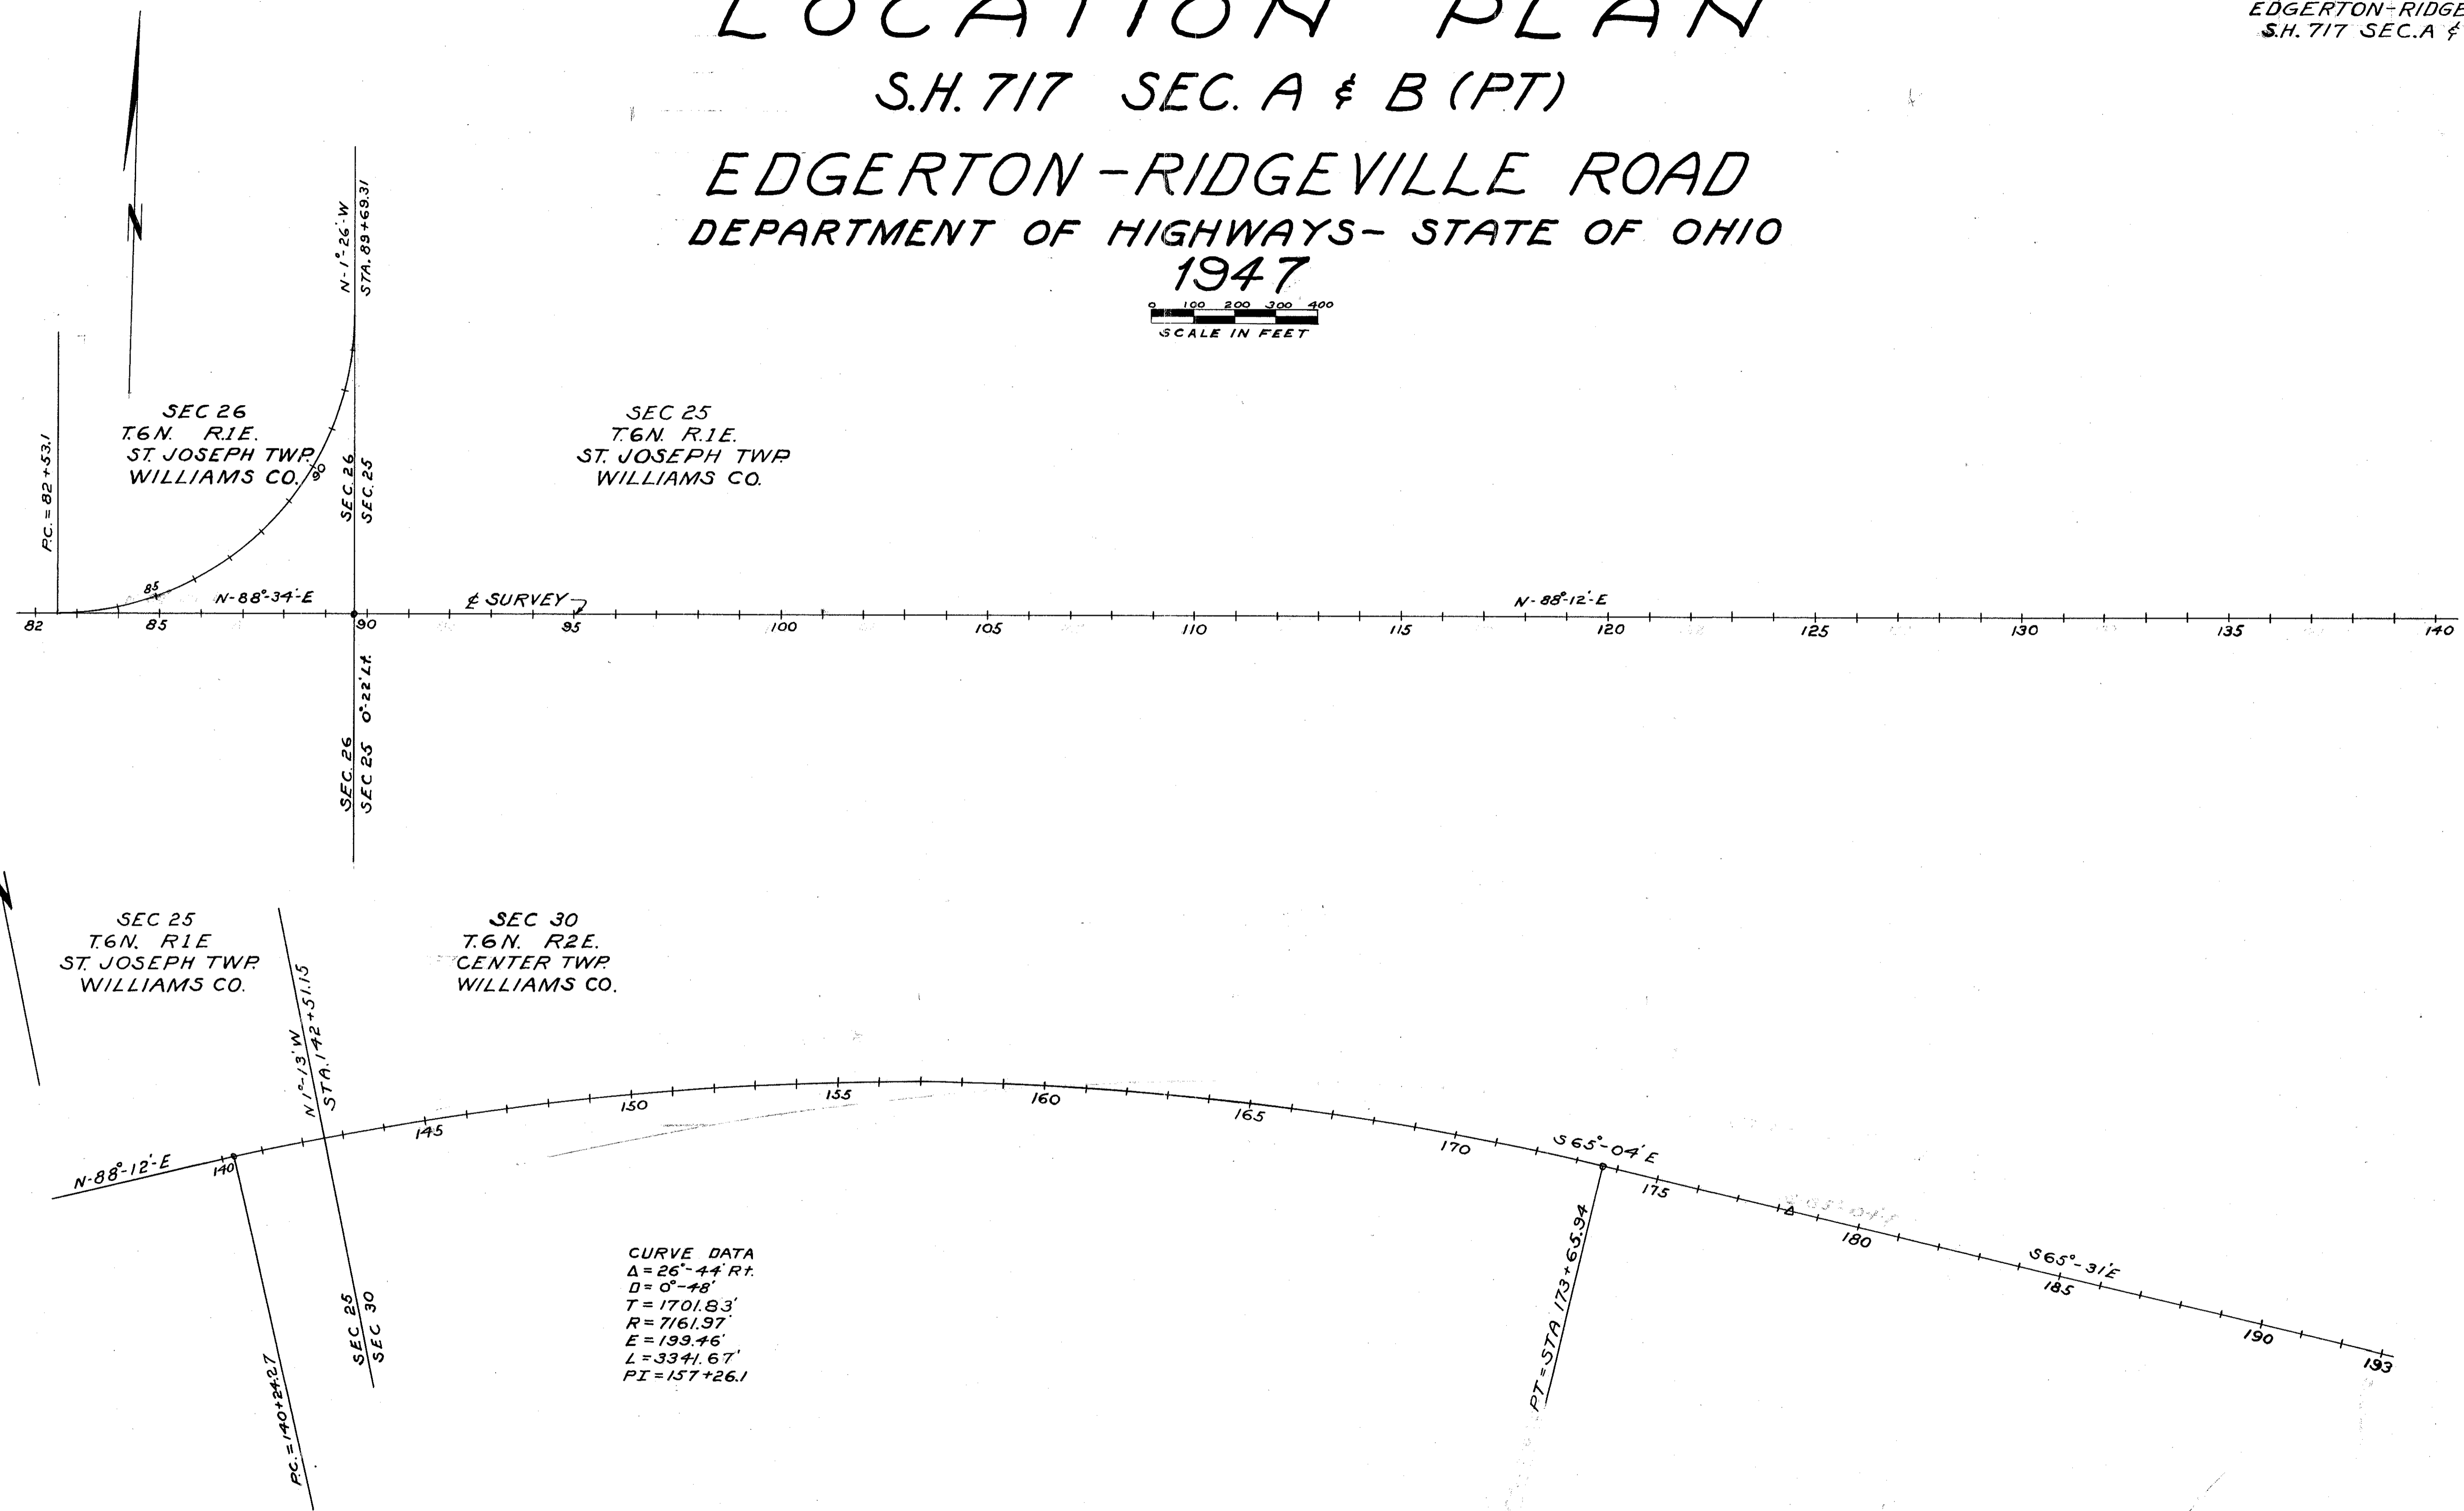 LOCATION PLAN
S.H. 717 SEC. A & B (PT)
EDGERTON-RIDGEVILLE ROAD
DEPARTMENT OF HIGHWAYS- STATE OF OHIO
1947
0 100 200 300 400
SCALE IN FEET
EDGERTON-RIDGE
S.H. 717 SEC. A &
N
N-1°-26'-W
STA. 89+69.31
P.C. = 82+53.1
SEC 26
T.6N. R.1E.
ST. JOSEPH TWP.
WILLIAMS CO.
90
SEC. 26
SEC. 25
SEC 25
T.6N. R.1E.
ST. JOSEPH TWP.
WILLIAMS CO.
85
N-88°-34'-E
℄ SURVEY
N-88°-12'-E
82 85 90 95 100 105 110 115 120 125 130 135 140
SEC. 26
SEC 25 0°-22' Lt.
SEC 25
T.6N. R1E
ST. JOSEPH TWP.
WILLIAMS CO.
SEC 30
T.6N. R2E.
CENTER TWP.
WILLIAMS CO.
N1°-13'W
STA. 142+51.15
N-88°-12'-E
140 145 150 155 160 165 170 175 180 185 190 193
S65°-04'E
S65°-31'E
P.C. = 140+24.27
SEC 25
SEC 30
CURVE DATA
Δ = 26°-44' Rt.
D = 0°-48'
T = 1701.83'
R = 7161.97'
E = 199.46'
L = 3341.67'
PI = 157+26.1
PT = STA 173+65.94